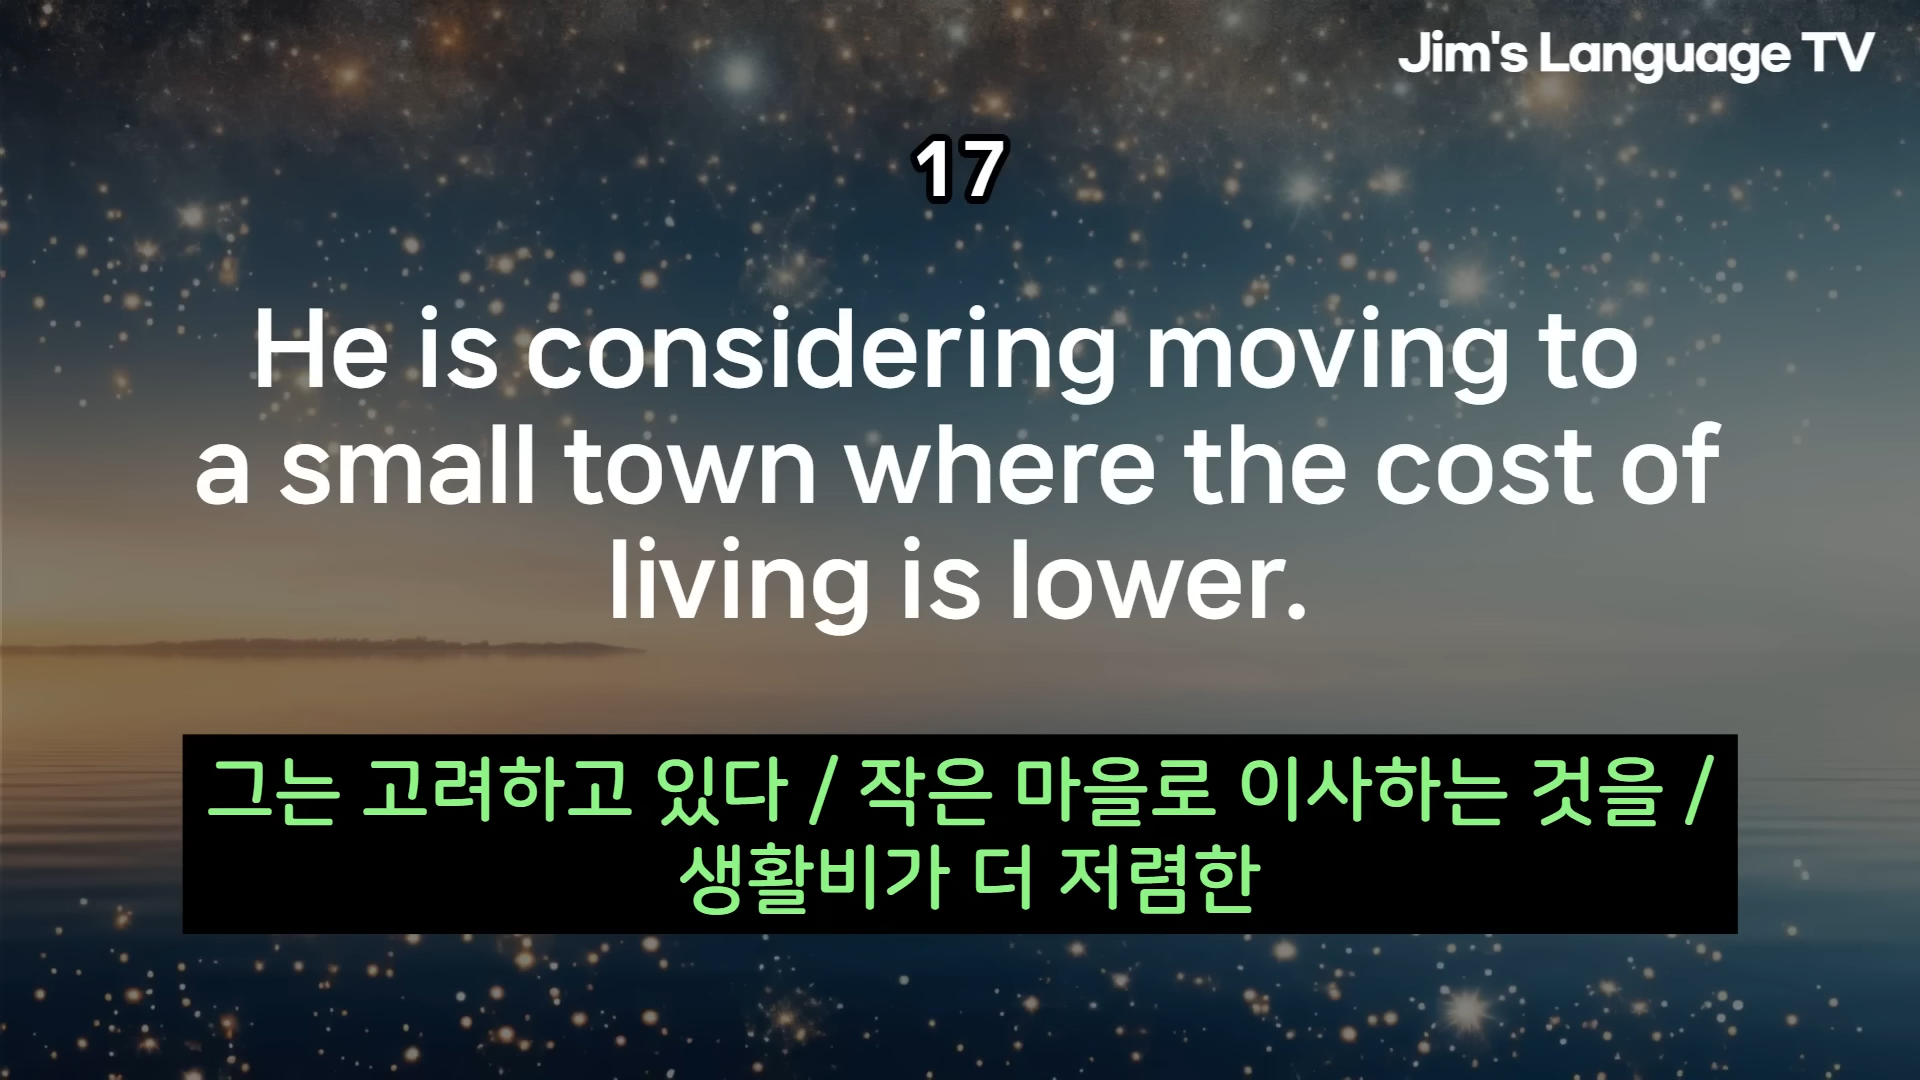 Jim's Language TV
17
He is considering moving to
a small town where the cost of
living is lower.
그는 고려하고 있다 / 작은 마을로 이사하는 것을 /
생활비가 더 저렴한